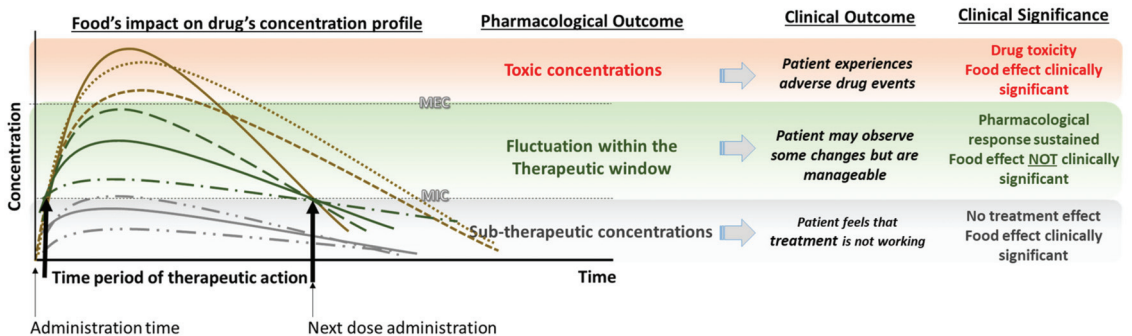 Food's impact on drug's concentration profile
Pharmacological Outcome
Clinical Outcome
Clinical Significance
Concentration
Toxic concentrations
Patient experiences
adverse drug events
Drug toxicity
Food effect clinically
significant
MEC
Fluctuation within the
Therapeutic window
Patient may observe
some changes but are
manageable
Pharmacological
response sustained
Food effect NOT clinically
significant
MIC
Sub-therapeutic concentrations
Patient feels that
treatment is not working
No treatment effect
Food effect clinically
significant
Time period of therapeutic action
Time
Administration time
Next dose administration